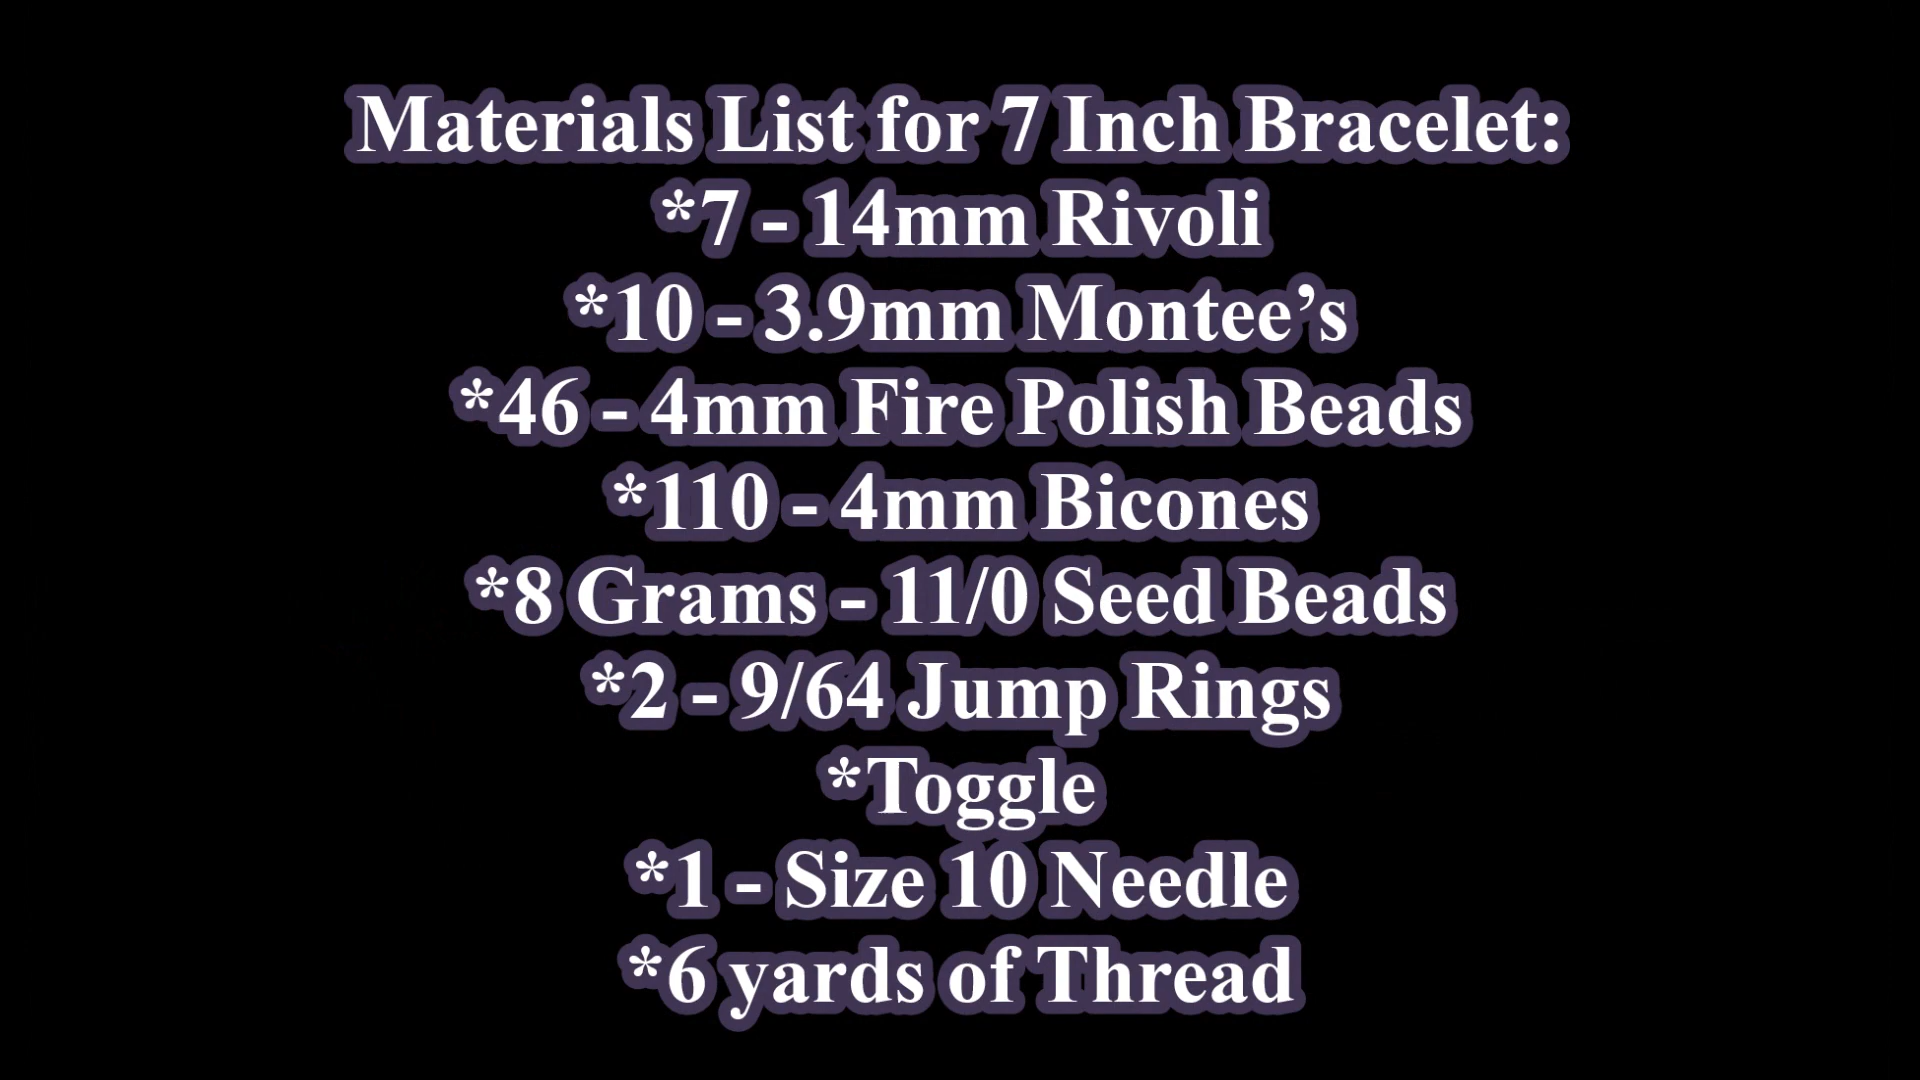 Materials List for 7 Inch Bracelet:
*7 - 14mm Rivoli
*10 - 3.9mm Montee’s
*46 - 4mm Fire Polish Beads
*110 - 4mm Bicones
*8 Grams - 11/0 Seed Beads
*2 - 9/64 Jump Rings
*Toggle
*1 - Size 10 Needle
*6 yards of Thread